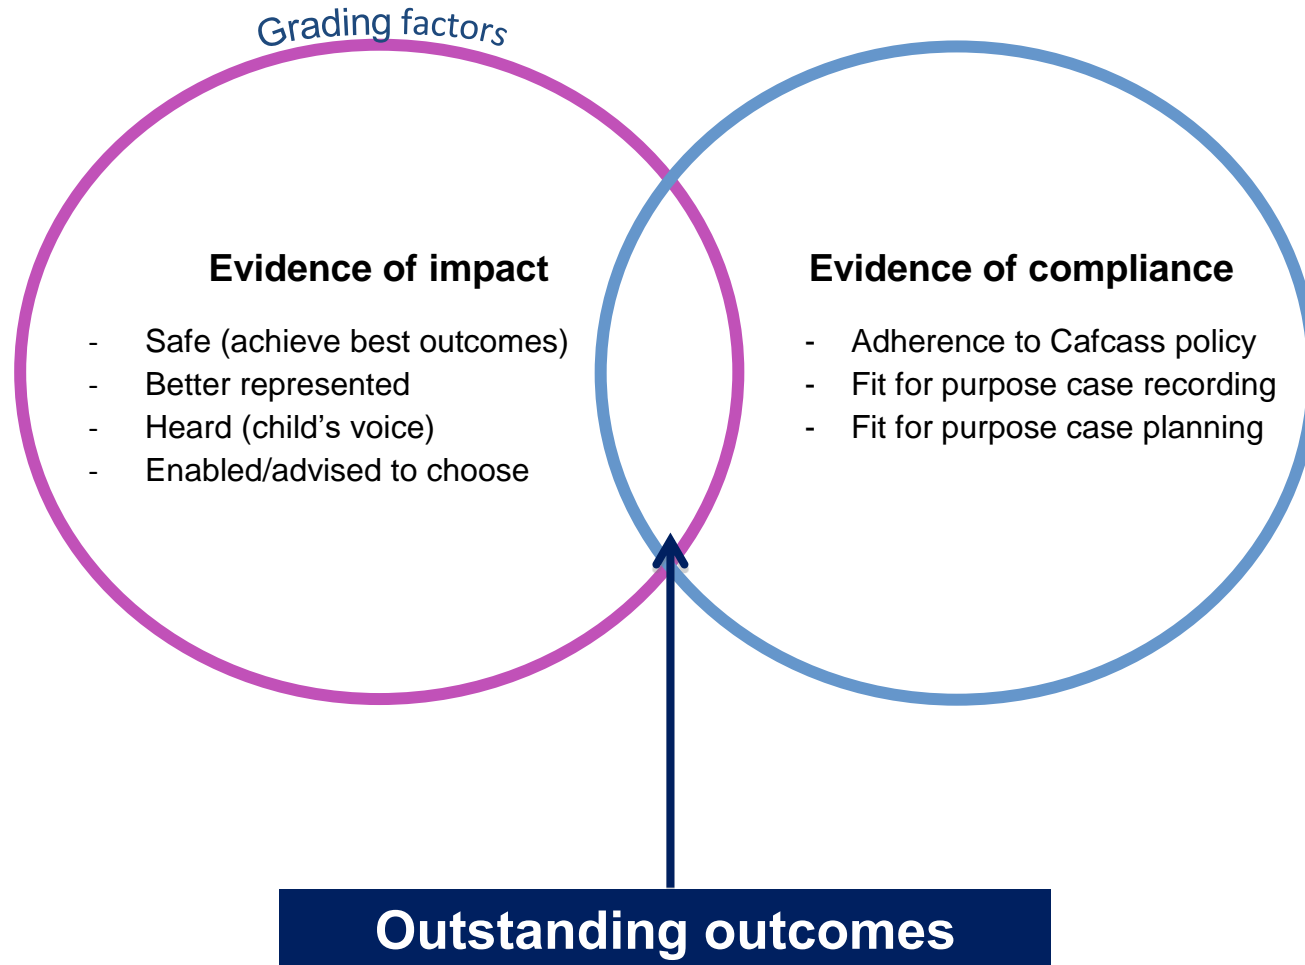 Grading factors
Evidence of impact
- Safe (achieve best outcomes)
- Better represented
- Heard (child’s voice)
- Enabled/advised to choose
Evidence of compliance
- Adherence to Cafcass policy
- Fit for purpose case recording
- Fit for purpose case planning
Outstanding outcomes